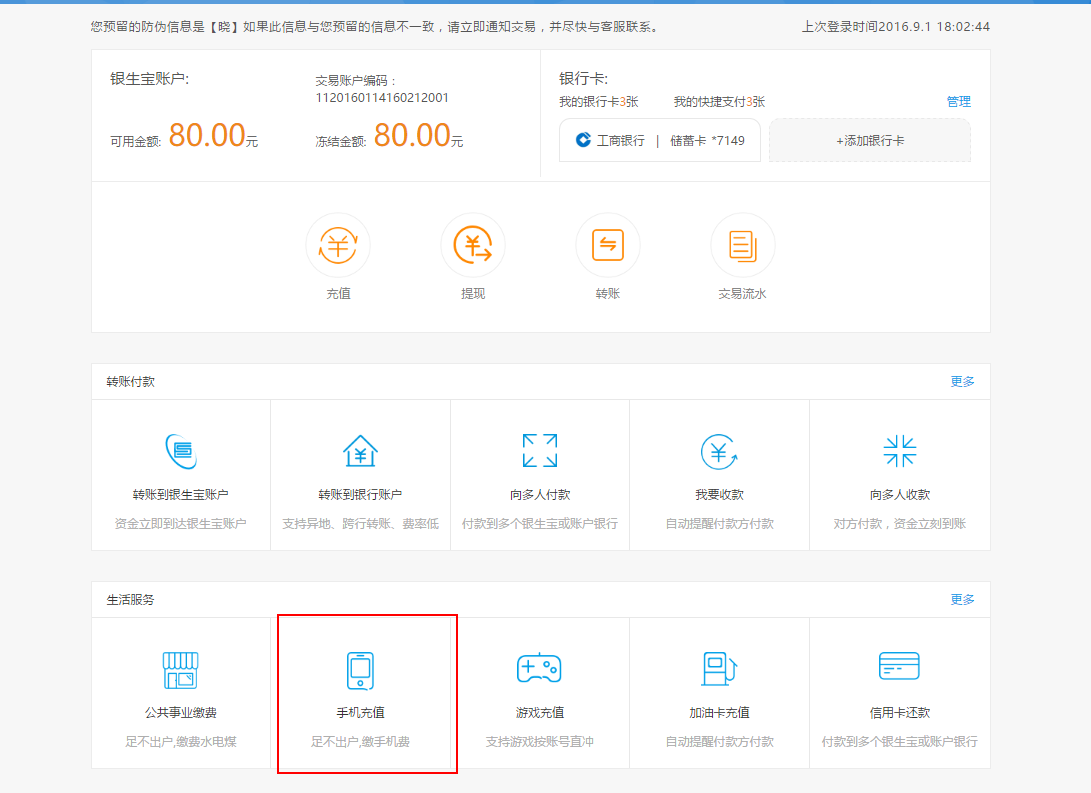 您预留的防伪信息是【晓】如果此信息与您预留的信息不一致，请立即通知交易，并尽快与客服联系。 上次登录时间2016.9.1 18:02:44
银生宝账户:
交易账户编码：
1120160114160212001
可用金额: 80.00元
冻结金额: 80.00元
银行卡:
我的银行卡3张 我的快捷支付3张 管理
工商银行 | 储蓄卡 *7149
+添加银行卡
充值
提现
转账
交易流水
转账付款 更多
转账到银生宝账户
资金立即到达银生宝账户
转账到银行账户
支持异地、跨行转账、费率低
向多人付款
付款到多个银生宝或账户银行
我要收款
自动提醒付款方付款
向多人收款
对方付款，资金立刻到账
生活服务 更多
公共事业缴费
足不出户,缴费水电煤
手机充值
足不出户,缴手机费
游戏充值
支持游戏按账号直冲
加油卡充值
自动提醒付款方付款
信用卡还款
付款到多个银生宝或账户银行